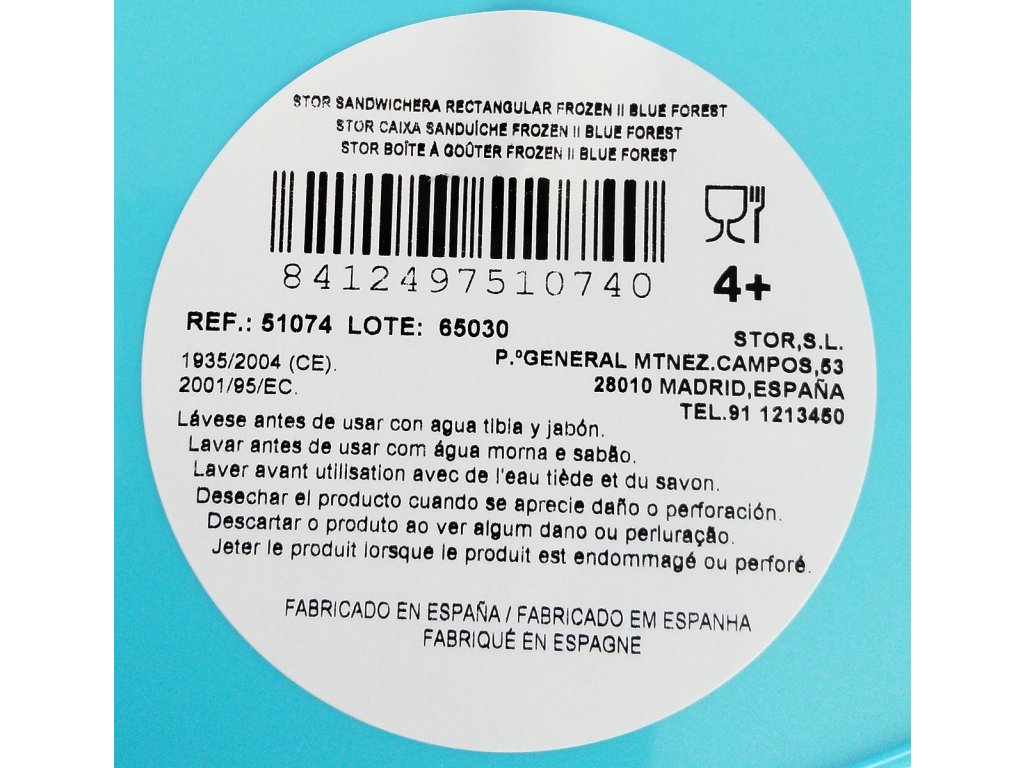 STOR SANDWICHERA RECTANGULAR FROZEN II BLUE FOREST
STOR CAIXA SANDUÍCHE FROZEN II BLUE FOREST
STOR BOÎTE À GOÛTER FROZEN II BLUE FOREST
8412497510740
4+
REF.: 51074 LOTE: 65030
1935/2004 (CE).
2001/95/EC.
STOR,S.L.
P.ºGENERAL MTNEZ.CAMPOS,53
28010 MADRID,ESPAÑA
TEL.91 1213450
Lávese antes de usar con agua tibia y jabón.
Lavar antes de usar com água morna e sabão.
Laver avant utilisation avec de l'eau tiède et du savon.
Desechar el producto cuando se aprecie daño o perforación.
Descartar o produto ao ver algum dano ou perluração.
Jeter le produit lorsque le produit est endommagé ou perforé.
FABRICADO EN ESPAÑA / FABRICADO EM ESPANHA
FABRIQUÉ EN ESPAGNE